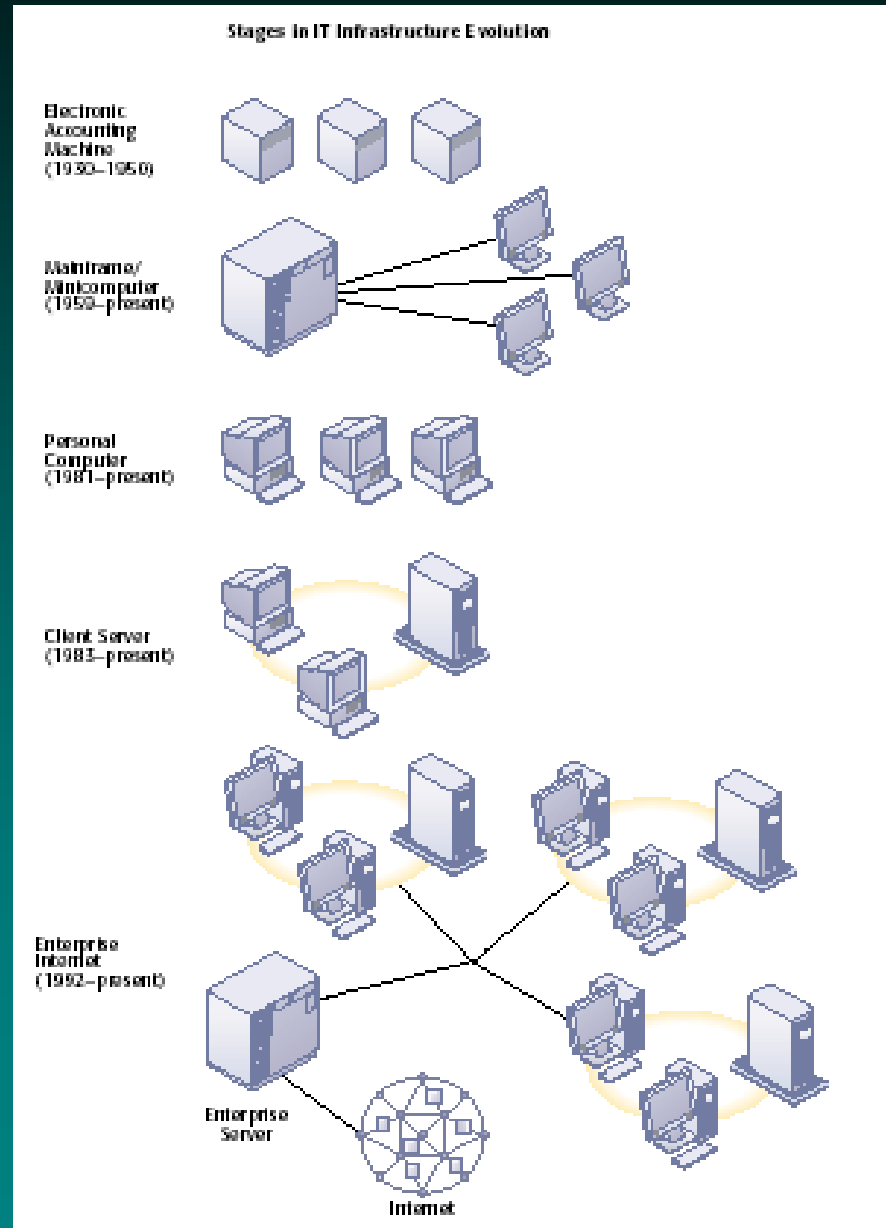 Stages in IT Infrastructure Evolution
Electronic
Accounting
Machine
(1930–1950)
Mainframe/
Minicomputer
(1959–present)
Personal
Computer
(1981–present)
Client Server
(1983–present)
Enterprise
Internet
(1992–present)
Enterprise
Server
Internet